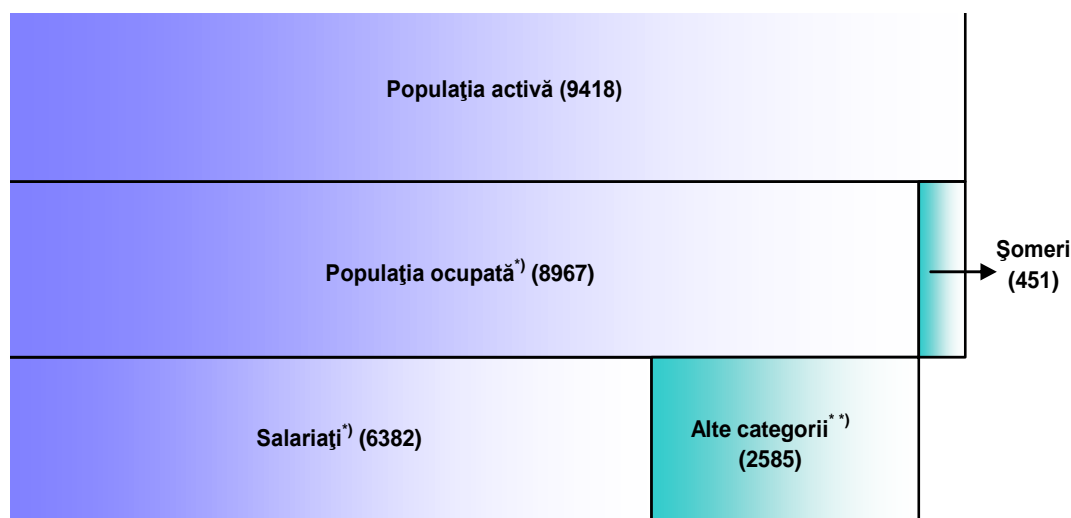 Populaţia activă (9418)
Populaţia ocupată*) (8967)
Şomeri
(451)
Salariaţi*) (6382)
Alte categorii* *)
(2585)